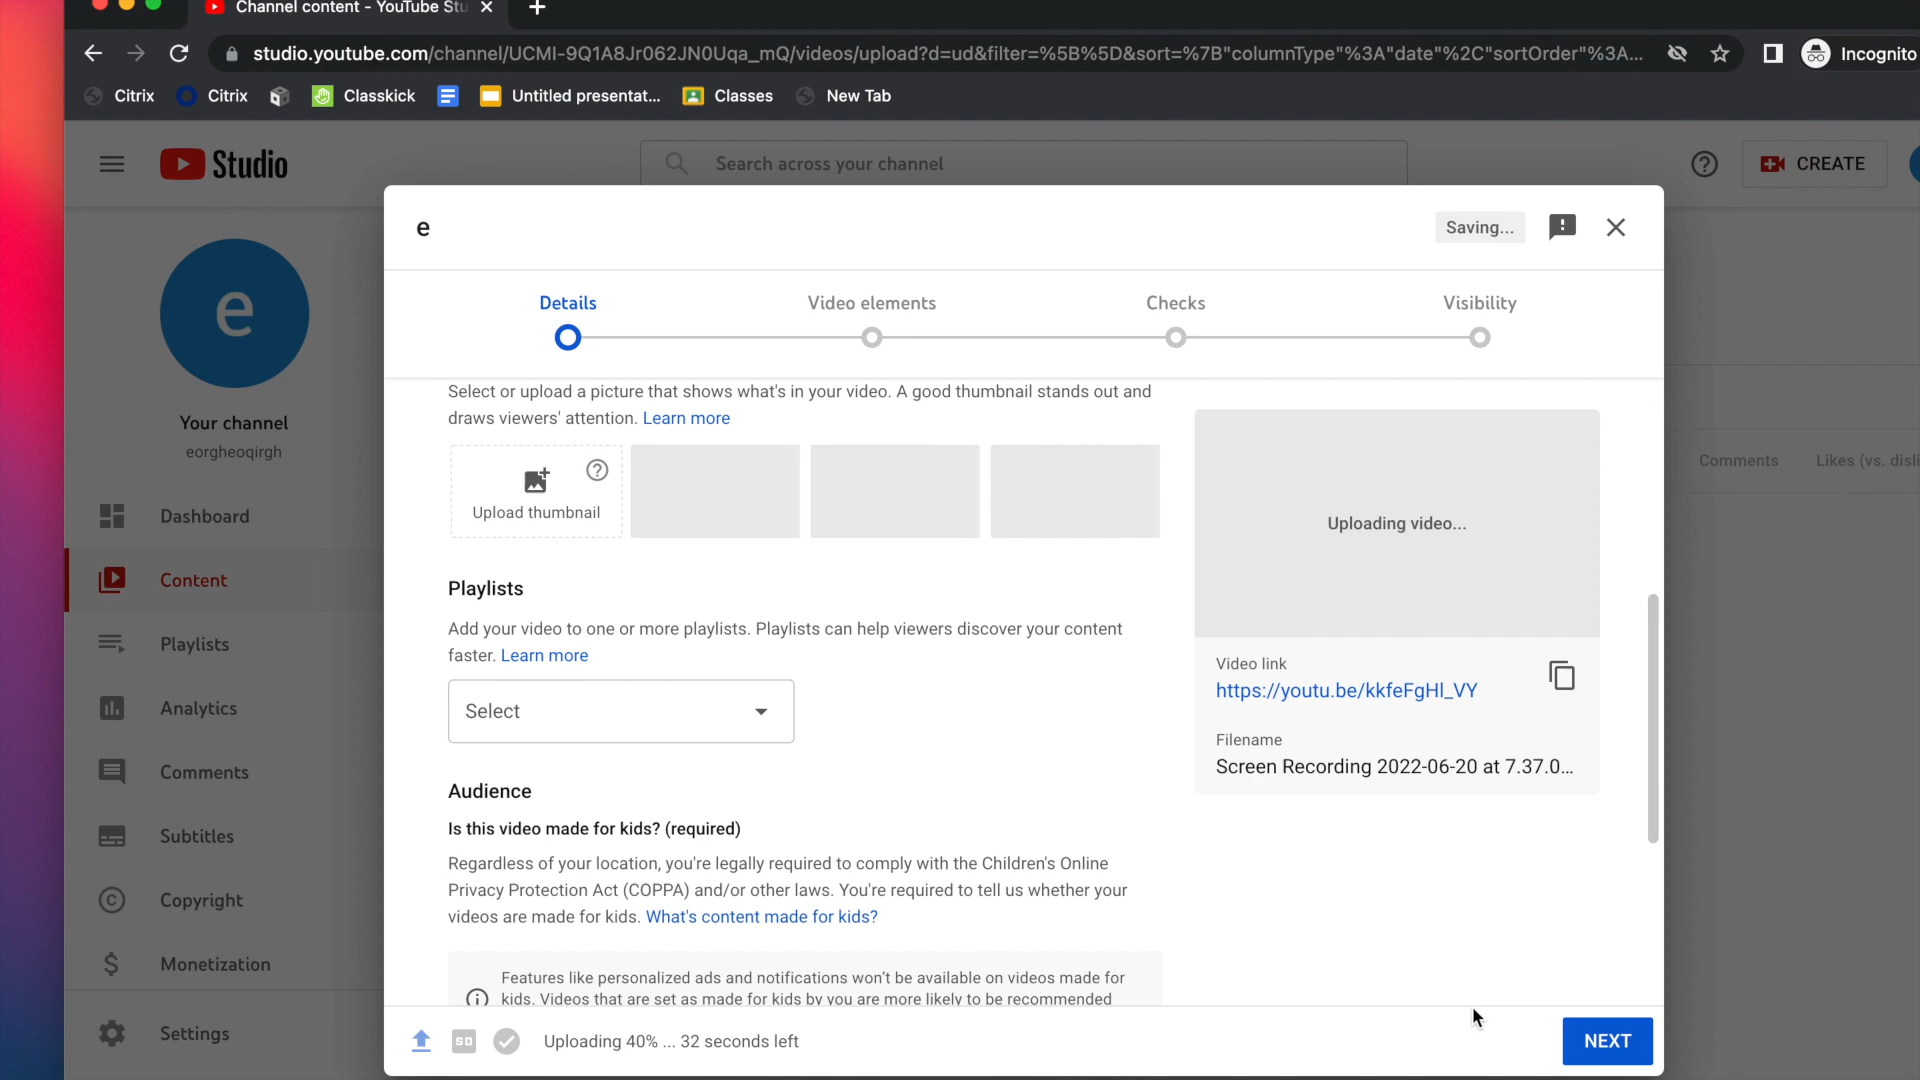 Channel content - YouTube Stu
studio.youtube.com/channel/UCMI-9Q1A8Jr062JN0Uqa_mQ/videos/upload?d=ud&filter=%5B%5D&sort=%7B"columnType"%3A"date"%2C"sortOrder"%3A...
Incognito
Citrix
Citrix
Classkick
Untitled presentat...
Classes
New Tab
Studio
Search across your channel
CREATE
e
Saving...
Details
Video elements
Checks
Visibility
e
Your channel
eorgheoqirgh
Dashboard
Content
Playlists
Analytics
Comments
Subtitles
Copyright
Monetization
Settings
Select or upload a picture that shows what's in your video. A good thumbnail stands out and
draws viewers' attention. Learn more
Upload thumbnail
Playlists
Add your video to one or more playlists. Playlists can help viewers discover your content
faster. Learn more
Select
Audience
Is this video made for kids? (required)
Regardless of your location, you're legally required to comply with the Children's Online
Privacy Protection Act (COPPA) and/or other laws. You're required to tell us whether your
videos are made for kids. What's content made for kids?
Features like personalized ads and notifications won't be available on videos made for
kids. Videos that are set as made for kids by you are more likely to be recommended
Uploading video...
Video link
https://youtu.be/kkfeFgHl_VY
Filename
Screen Recording 2022-06-20 at 7.37.0...
Comments
Likes (vs. disli
SD
Uploading 40% ... 32 seconds left
NEXT